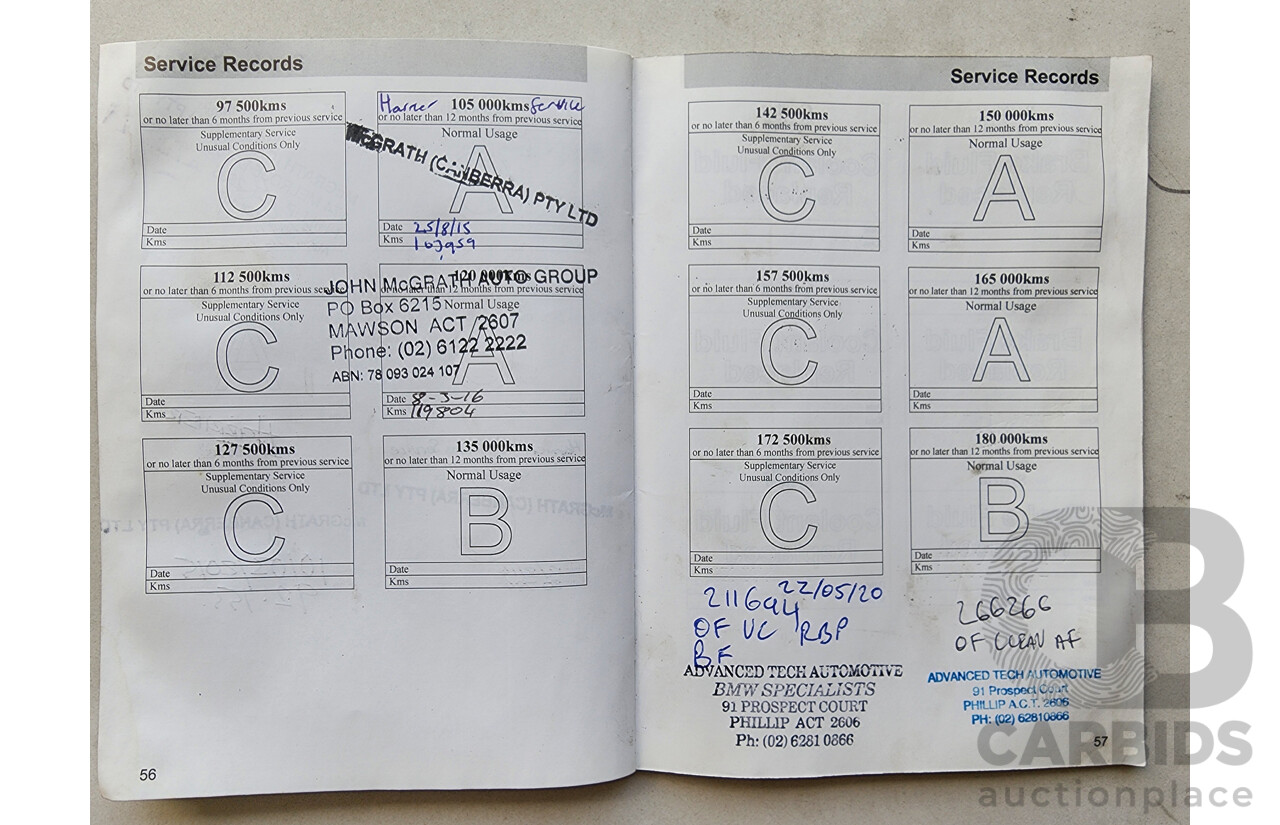 Service Records
97 500kms
or no later than 6 months from previous service
Supplementary Service
Unusual Conditions Only
C
Date
Kms
105 000kms Service
or no later than 12 months from previous service
Normal Usage
A
McGRATH (CANBERRA) PTY LTD
Date 25/8/15
Kms 103959
112 500kms
or no later than 6 months from previous service
Supplementary Service
Unusual Conditions Only
C
Date
Kms
120 000kms
or no later than 12 months from previous service
Normal Usage
A
JOHN McGRATH AUTO GROUP
PO Box 6215
MAWSON ACT 2607
Phone: (02) 6122 2222
ABN: 78 093 024 107
Date 8-3-16
Kms 119804
127 500kms
or no later than 6 months from previous service
Supplementary Service
Unusual Conditions Only
C
Date
Kms
135 000kms
or no later than 12 months from previous service
Normal Usage
B
Date
Kms
56
Service Records
142 500kms
or no later than 6 months from previous service
Supplementary Service
Unusual Conditions Only
C
Date
Kms
150 000kms
or no later than 12 months from previous service
Normal Usage
A
Date
Kms
157 500kms
or no later than 6 months from previous service
Supplementary Service
Unusual Conditions Only
C
Date
Kms
165 000kms
or no later than 12 months from previous service
Normal Usage
A
Date
Kms
172 500kms
or no later than 6 months from previous service
Supplementary Service
Unusual Conditions Only
C
Date
Kms
180 000kms
or no later than 12 months from previous service
Normal Usage
B
Date
Kms
211694 22/05/20
OF VC RBP
BF
ADVANCED TECH AUTOMOTIVE
BMW SPECIALISTS
91 PROSPECT COURT
PHILLIP ACT 2606
Ph: (02) 6281 0866
266266
OF CLEAN AF
ADVANCED TECH AUTOMOTIVE
91 Prospect Court
PHILLIP A.C.T. 2606
PH: (02) 62810866
57
CARBIDS
auctionplace